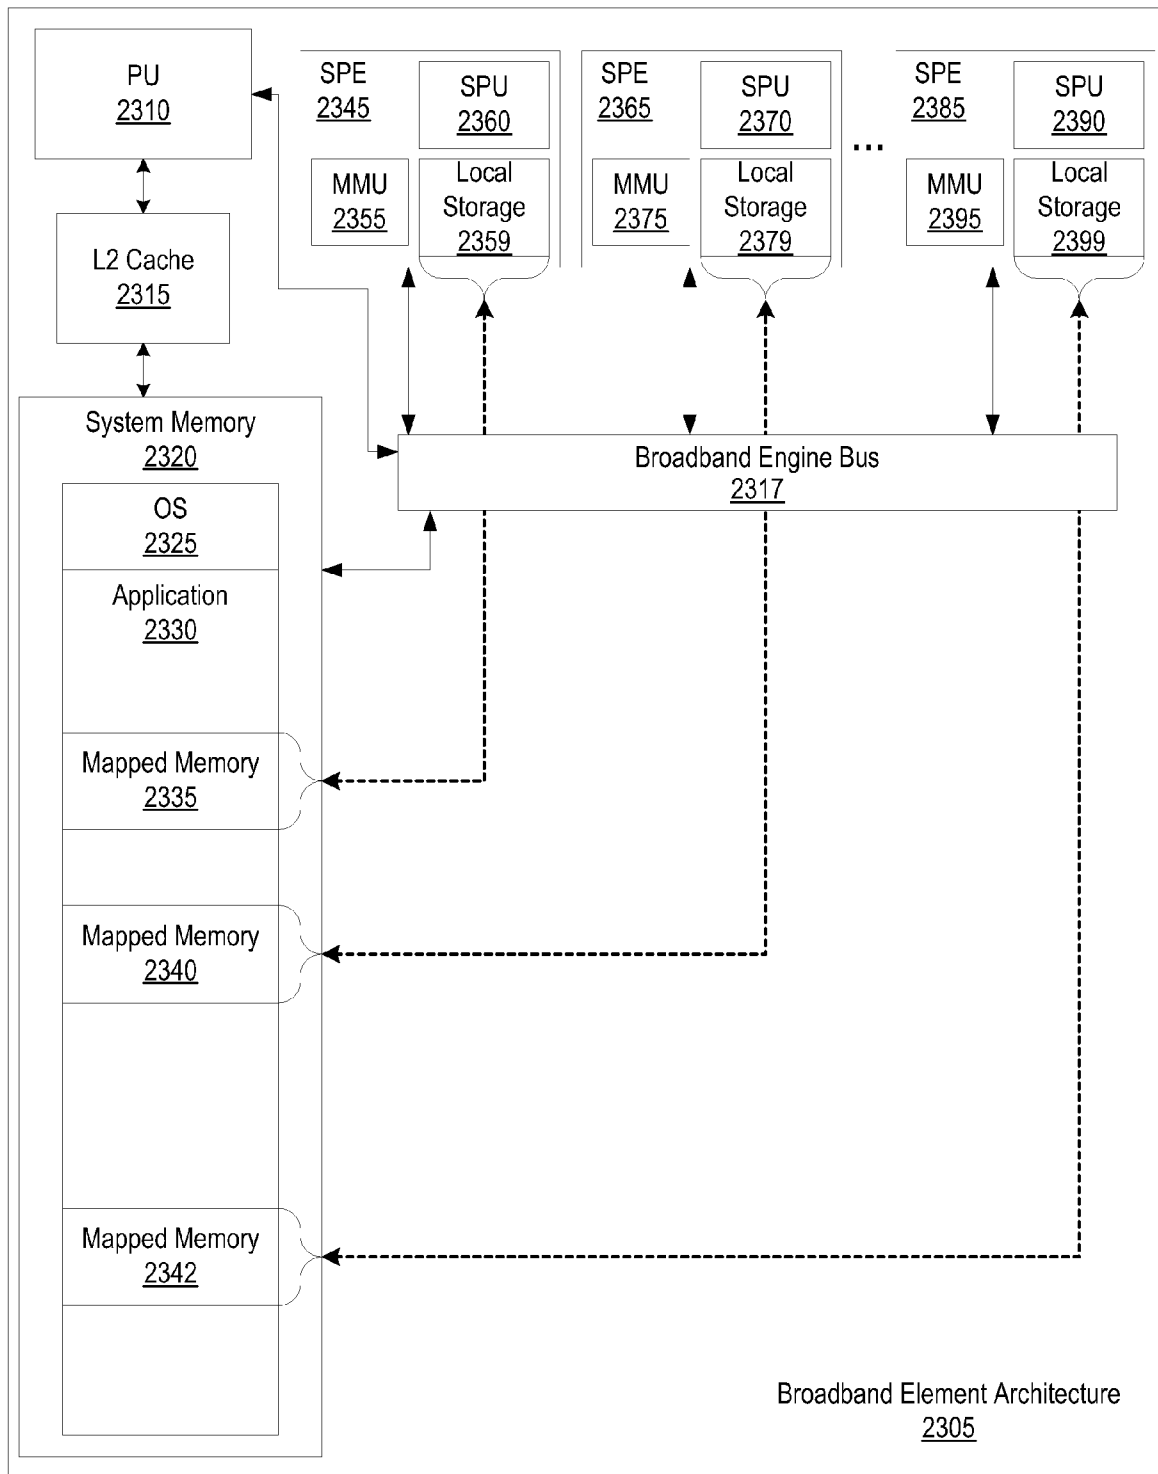 PU
2310
L2 Cache
2315
SPE
2345
SPU
2360
MMU
2355
Local
Storage
2359
SPE
2365
SPU
2370
MMU
2375
Local
Storage
2379
...
SPE
2385
SPU
2390
MMU
2395
Local
Storage
2399
Broadband Engine Bus
2317
System Memory
2320
OS
2325
Application
2330
Mapped Memory
2335
Mapped Memory
2340
Mapped Memory
2342
Broadband Element Architecture
2305